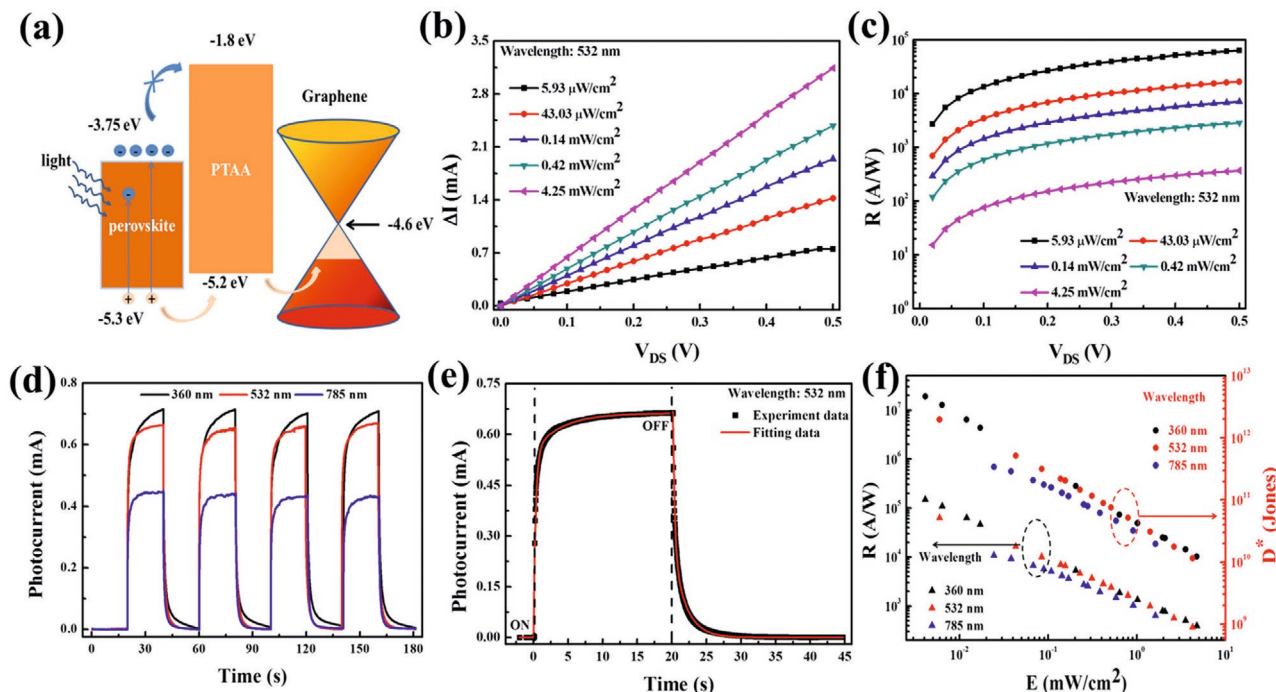 (a)
-1.8 eV
Graphene
-3.75 eV
light
PTAA
perovskite
-4.6 eV
-5.2 eV
-5.3 eV
(b)
3.5
2.8
2.1
1.4
0.7
0.0
ΔI (mA)
Wavelength: 532 nm
5.93 μW/cm²
43.03 μW/cm²
0.14 mW/cm²
0.42 mW/cm²
4.25 mW/cm²
0.0 0.1 0.2 0.3 0.4 0.5
V_DS (V)
(c)
10⁵
10⁴
10³
10²
10¹
10⁰
R (A/W)
Wavelength: 532 nm
5.93 μW/cm² 43.03 μW/cm²
0.14 mW/cm² 0.42 mW/cm²
4.25 mW/cm²
0.0 0.1 0.2 0.3 0.4 0.5
V_DS (V)
(d)
0.8
0.6
0.4
0.2
0.0
Photocurrent (mA)
360 nm 532 nm 785 nm
0 30 60 90 120 150 180
Time (s)
(e)
0.75
0.60
0.45
0.30
0.15
0.00
Photocurrent (mA)
Wavelength: 532 nm
Experiment data
Fitting data
OFF
ON
0 5 10 15 20 25 30 35 40 45
Time (s)
(f)
10⁷
10⁶
10⁵
10⁴
10³
R (A/W)
Wavelength
360 nm
532 nm
785 nm
Wavelength
360 nm
532 nm
785 nm
10¹³
10¹²
10¹¹
10¹⁰
10⁹
D* (Jones)
10⁻² 10⁻¹ 10⁰ 10¹
E (mW/cm²)